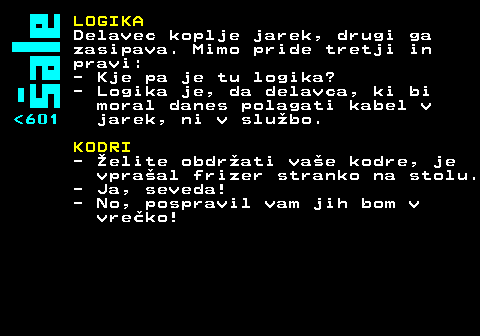 šale
<601
LOGIKA
Delavec koplje jarek, drugi ga
zasipava. Mimo pride tretji in
pravi:
- Kje pa je tu logika?
- Logika je, da delavca, ki bi
moral danes polagati kabel v
jarek, ni v službo.
KODRI
- Želite obdržati vaše kodre, je
vprašal frizer stranko na stolu.
- Ja, seveda!
- No, pospravil vam jih bom v
vrečko!